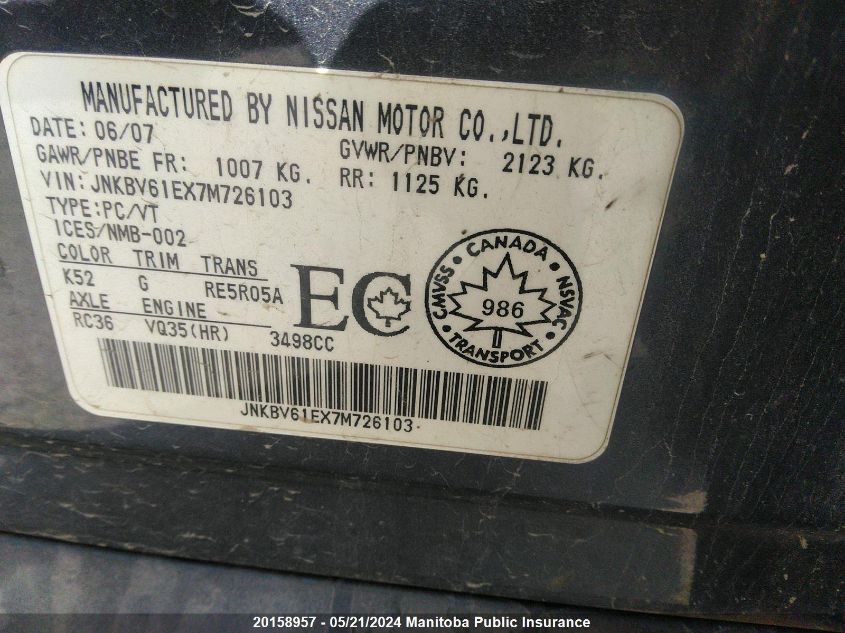 MANUFACTURED BY NISSAN MOTOR CO.,LTD.
DATE: 06/07
GAWR/PNBE FR: 1007 KG. GVWR/PNBV: 2123 KG.
VIN: JNKBV61EX7M726103 RR: 1125 KG.
TYPE:PC/VT
ICES/NMB-002
COLOR TRIM TRANS
K52 G RE5R05A
AXLE ENGINE
RC36 VQ35(HR) 3498CC
EC
CMVSS CANADA NSVAC
986
TRANSPORT
JNKBV61EX7M726103
20158957 - 05/21/2024 Manitoba Public Insurance